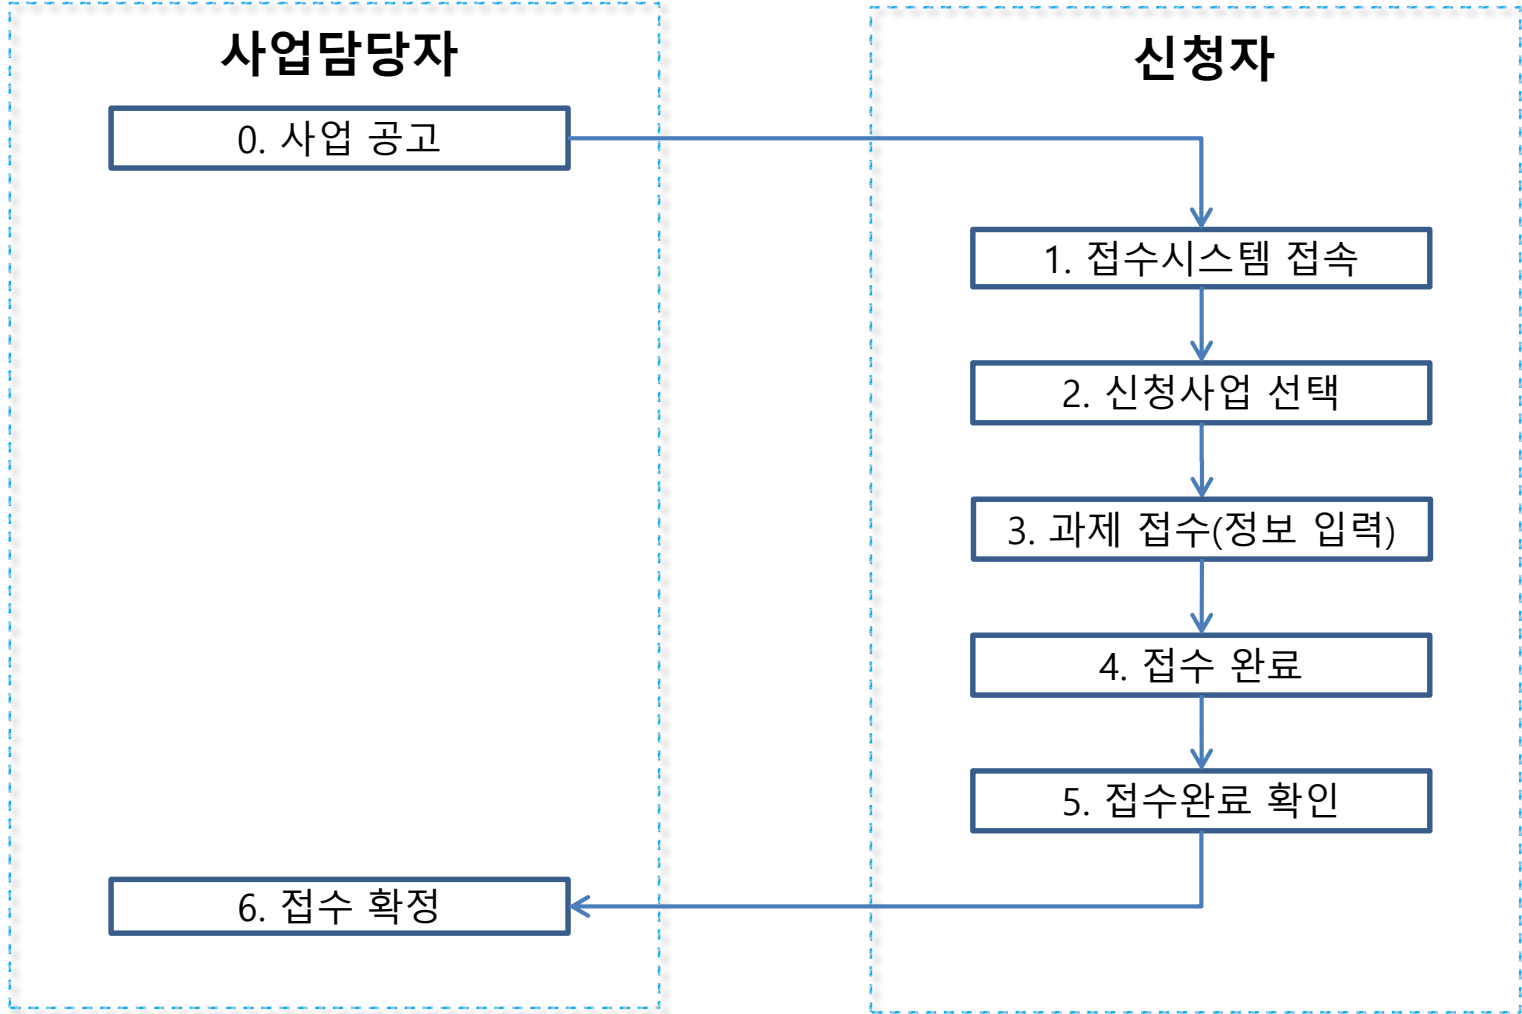 사업담당자
신청자
0. 사업 공고
1. 접수시스템 접속
2. 신청사업 선택
3. 과제 접수(정보 입력)
4. 접수 완료
5. 접수완료 확인
6. 접수 확정